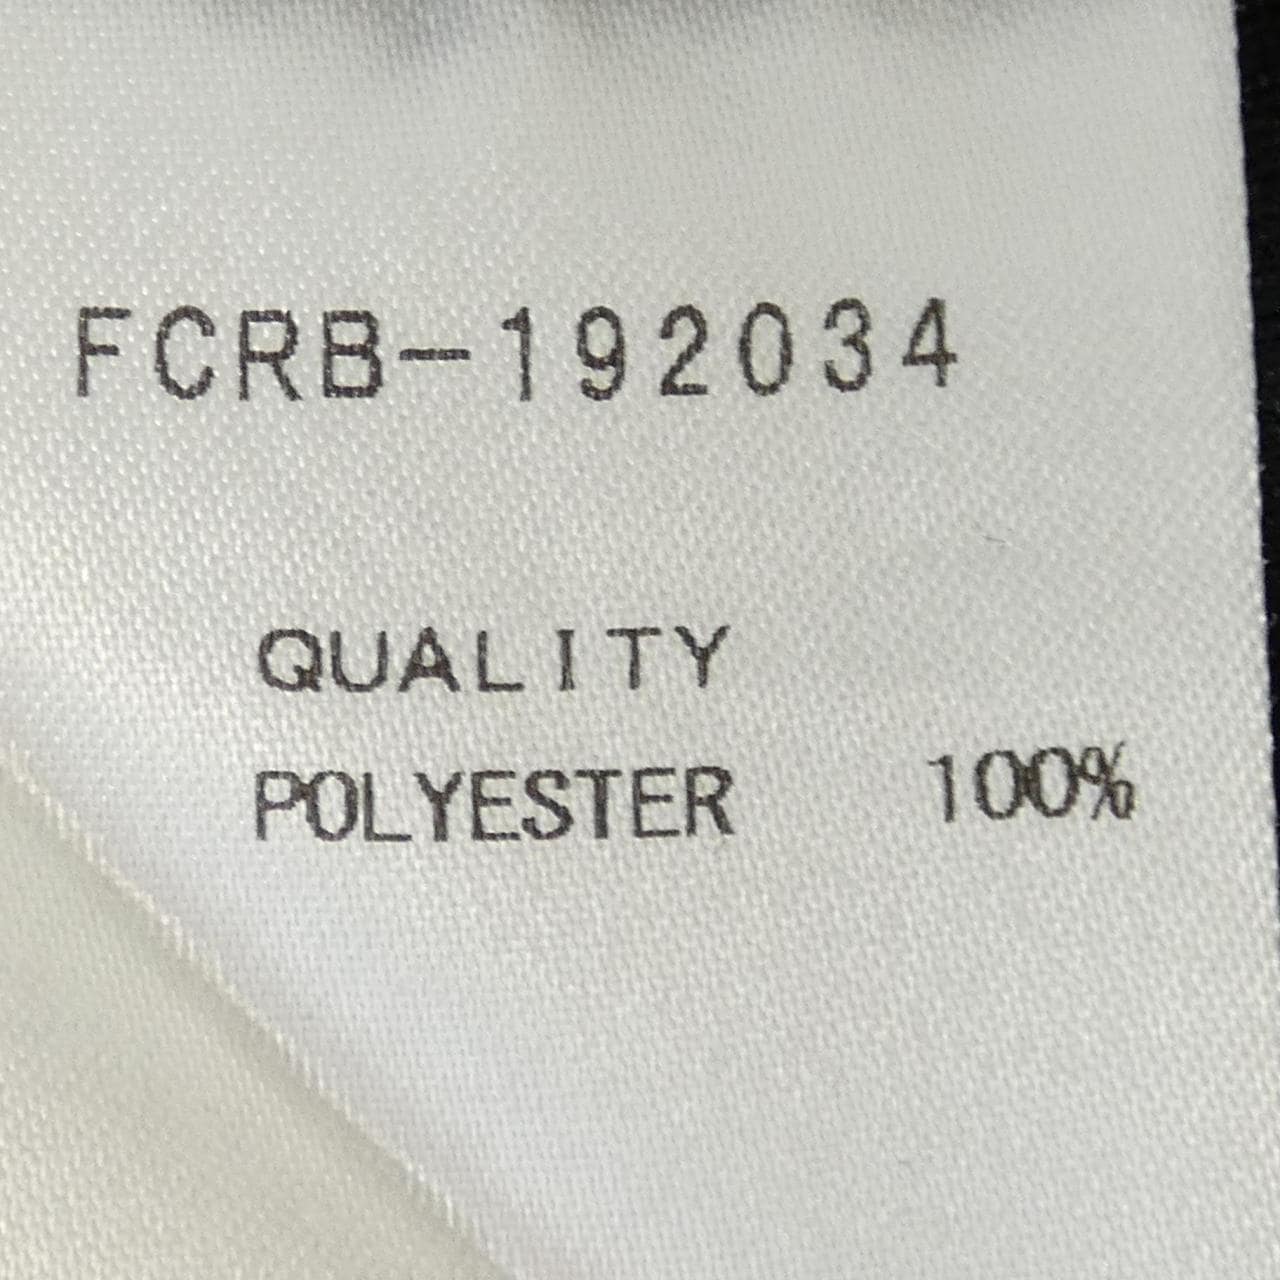 FCRB-192034
QUALITY
POLYESTER 100%